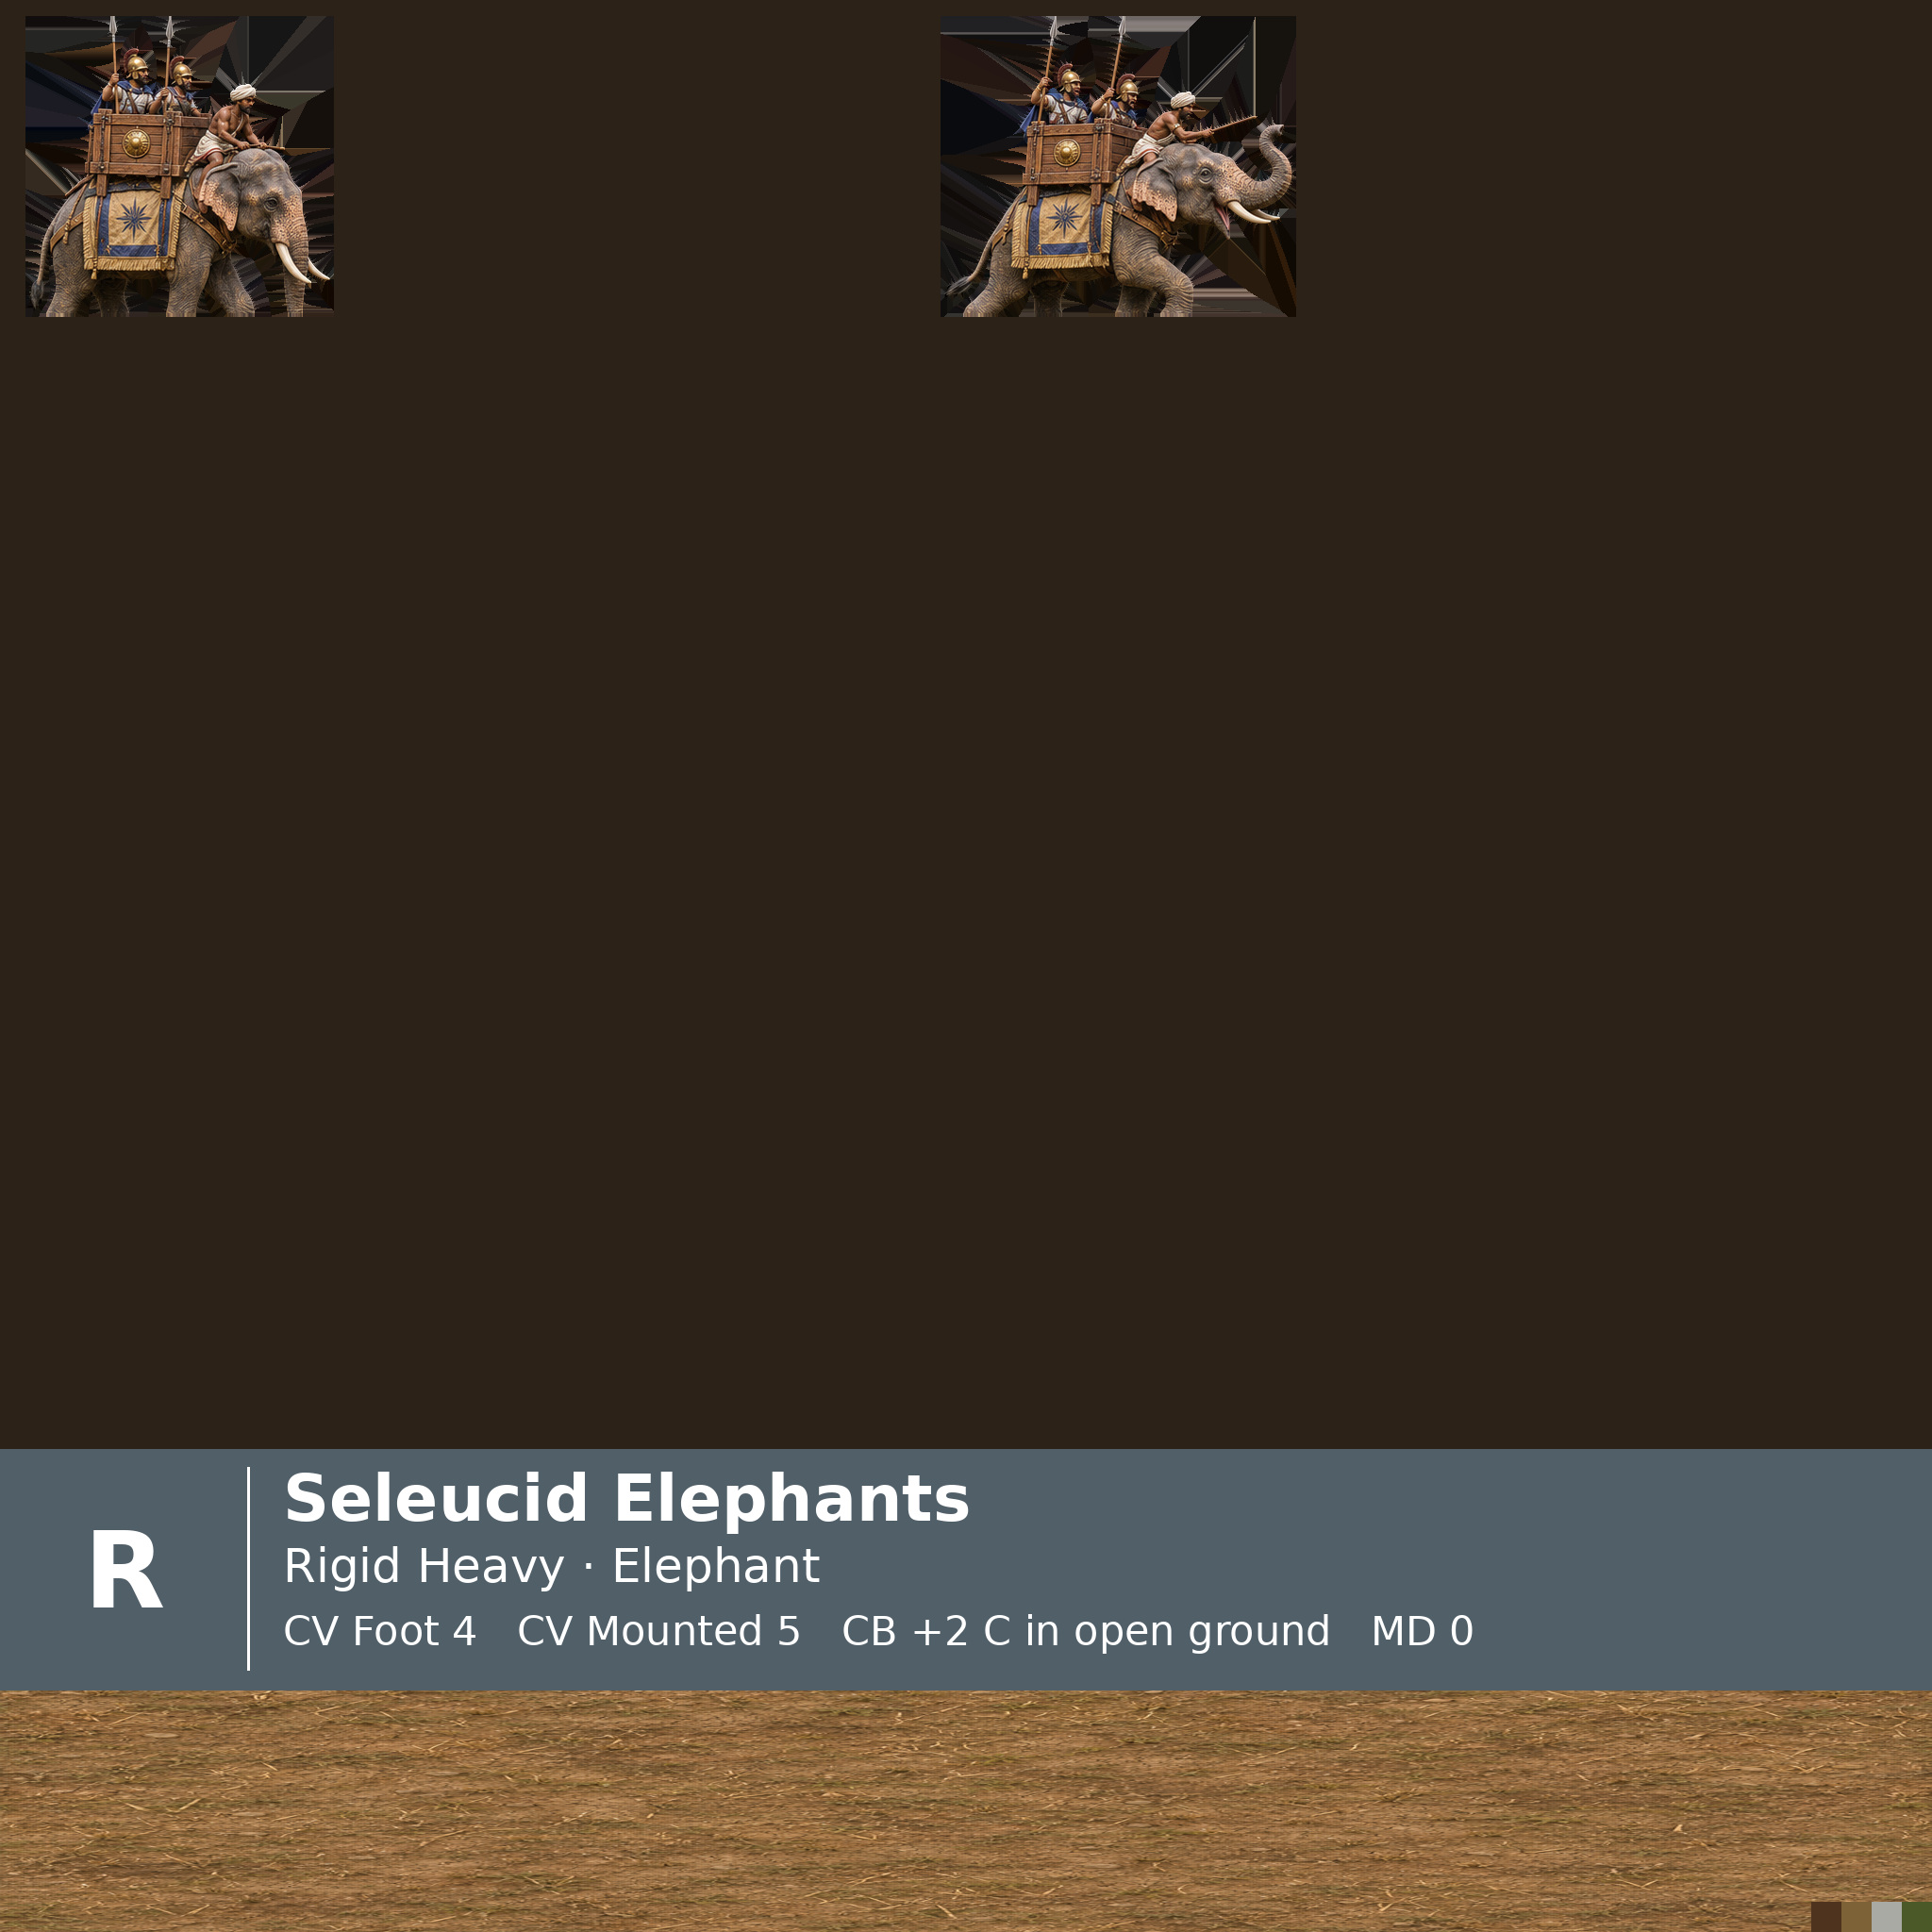 R
Seleucid Elephants
Rigid Heavy · Elephant
CV Foot 4 CV Mounted 5 CB +2 C in open ground MD 0